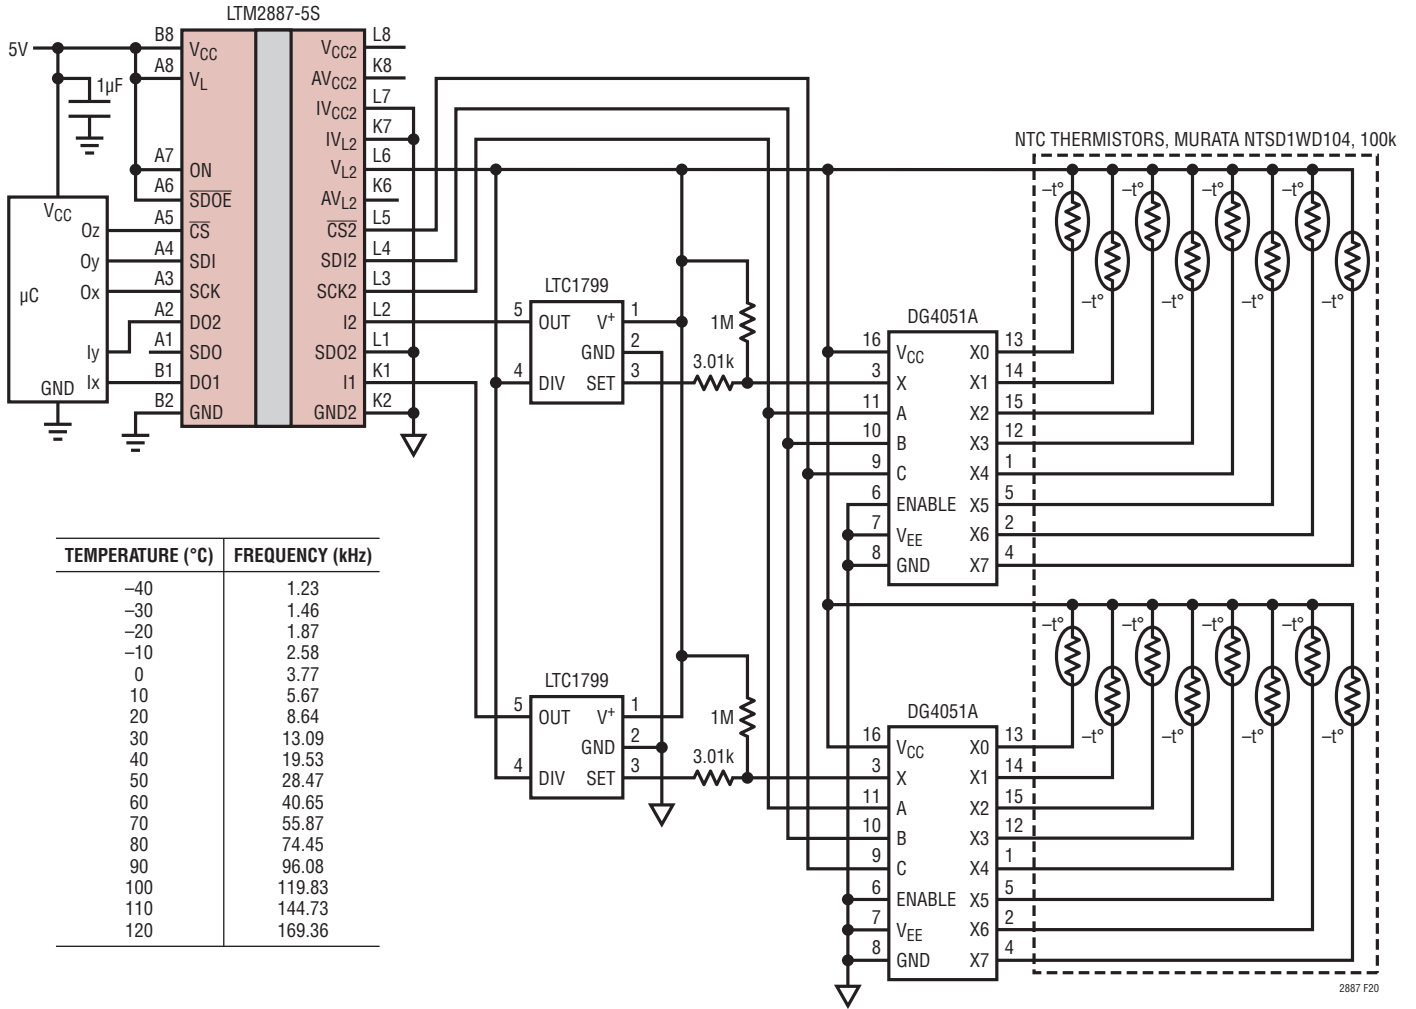 LTM2887-5S
5V
1µF
B8
A8
A7
A6
A5
A4
A3
A2
A1
B1
B2
VCC
VL
ON
SDOE
CS
SDI
SCK
DO2
SDO
DO1
GND
VCC2
AVCC2
IVCC2
IVL2
VL2
AVL2
CS2
SDI2
SCK2
I2
SDO2
I1
GND2
L8
K8
L7
K7
L6
K6
L5
L4
L3
L2
L1
K1
K2
VCC
Oz
Oy
Ox
µC
Iy
Ix
GND
LTC1799
5 OUT V+ 1
GND 2
4 DIV SET 3
1M
3.01k
LTC1799
5 OUT V+ 1
GND 2
4 DIV SET 3
1M
3.01k
NTC THERMISTORS, MURATA NTSD1WD104, 100k
–t° –t° –t° –t°
–t° –t° –t° –t°
DG4051A
16 VCC X0 13
3 X X1 14
11 A X2 15
10 B X3 12
9 C X4 1
6 ENABLE X5 5
7 VEE X6 2
8 GND X7 4
–t° –t° –t° –t°
–t° –t° –t° –t°
DG4051A
16 VCC X0 13
3 X X1 14
11 A X2 15
10 B X3 12
9 C X4 1
6 ENABLE X5 5
7 VEE X6 2
8 GND X7 4
2887 F20
TEMPERATURE (°C) FREQUENCY (kHz)
–40 1.23
–30 1.46
–20 1.87
–10 2.58
0 3.77
10 5.67
20 8.64
30 13.09
40 19.53
50 28.47
60 40.65
70 55.87
80 74.45
90 96.08
100 119.83
110 144.73
120 169.36